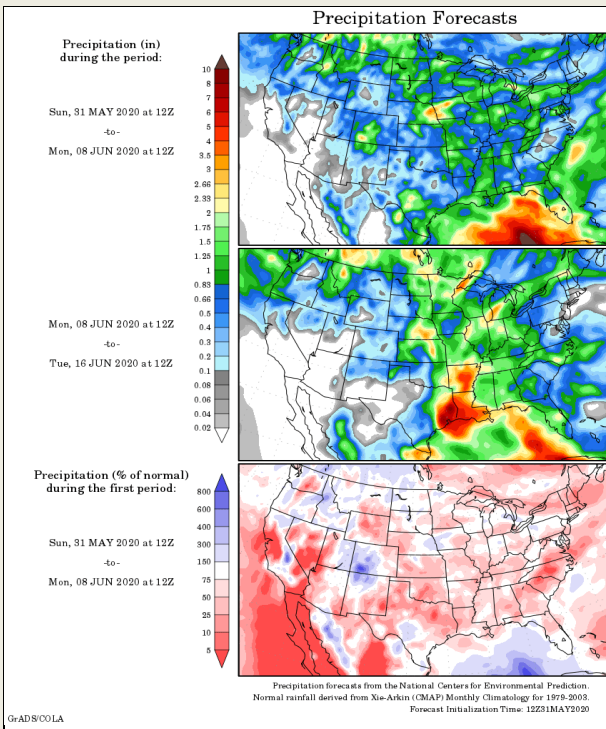 Precipitation Forecasts
Precipitation (in)
during the period:
Sun, 31 MAY 2020 at 12Z
-to-
Mon, 08 JUN 2020 at 12Z
10
8
7
6
5
4
3.5
3
2.66
2.33
2
1.75
1.5
1.25
1
0.83
0.66
0.5
0.4
0.3
0.2
0.1
0.08
0.06
0.04
0.02
Mon, 08 JUN 2020 at 12Z
-to-
Tue, 16 JUN 2020 at 12Z
Precipitation (% of normal)
during the first period:
Sun, 31 MAY 2020 at 12Z
-to-
Mon, 08 JUN 2020 at 12Z
800
600
400
300
150
75
50
25
10
5
Precipitation forecasts from the National Centers for Environmental Prediction.
Normal rainfall derived from Xie-Arkin (CMAP) Monthly Climatology for 1979-2003.
Forecast Initialization Time: 12Z31MAY2020
GrADS/COLA